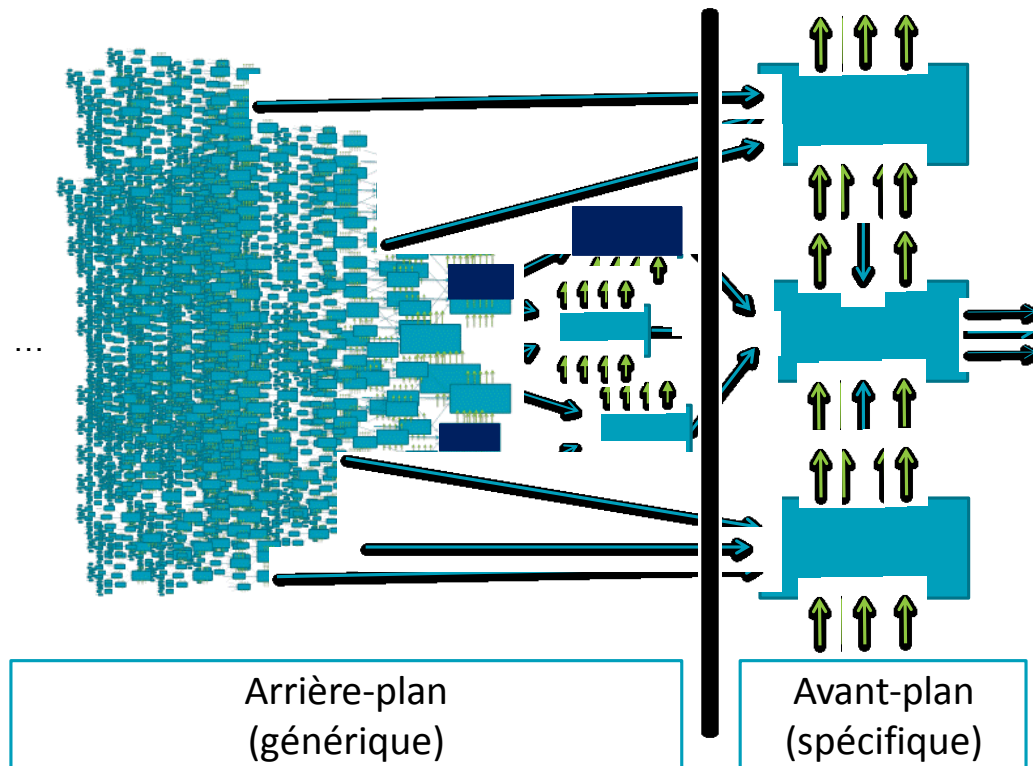 ...
Arrière-plan
(générique)
Avant-plan
(spécifique)